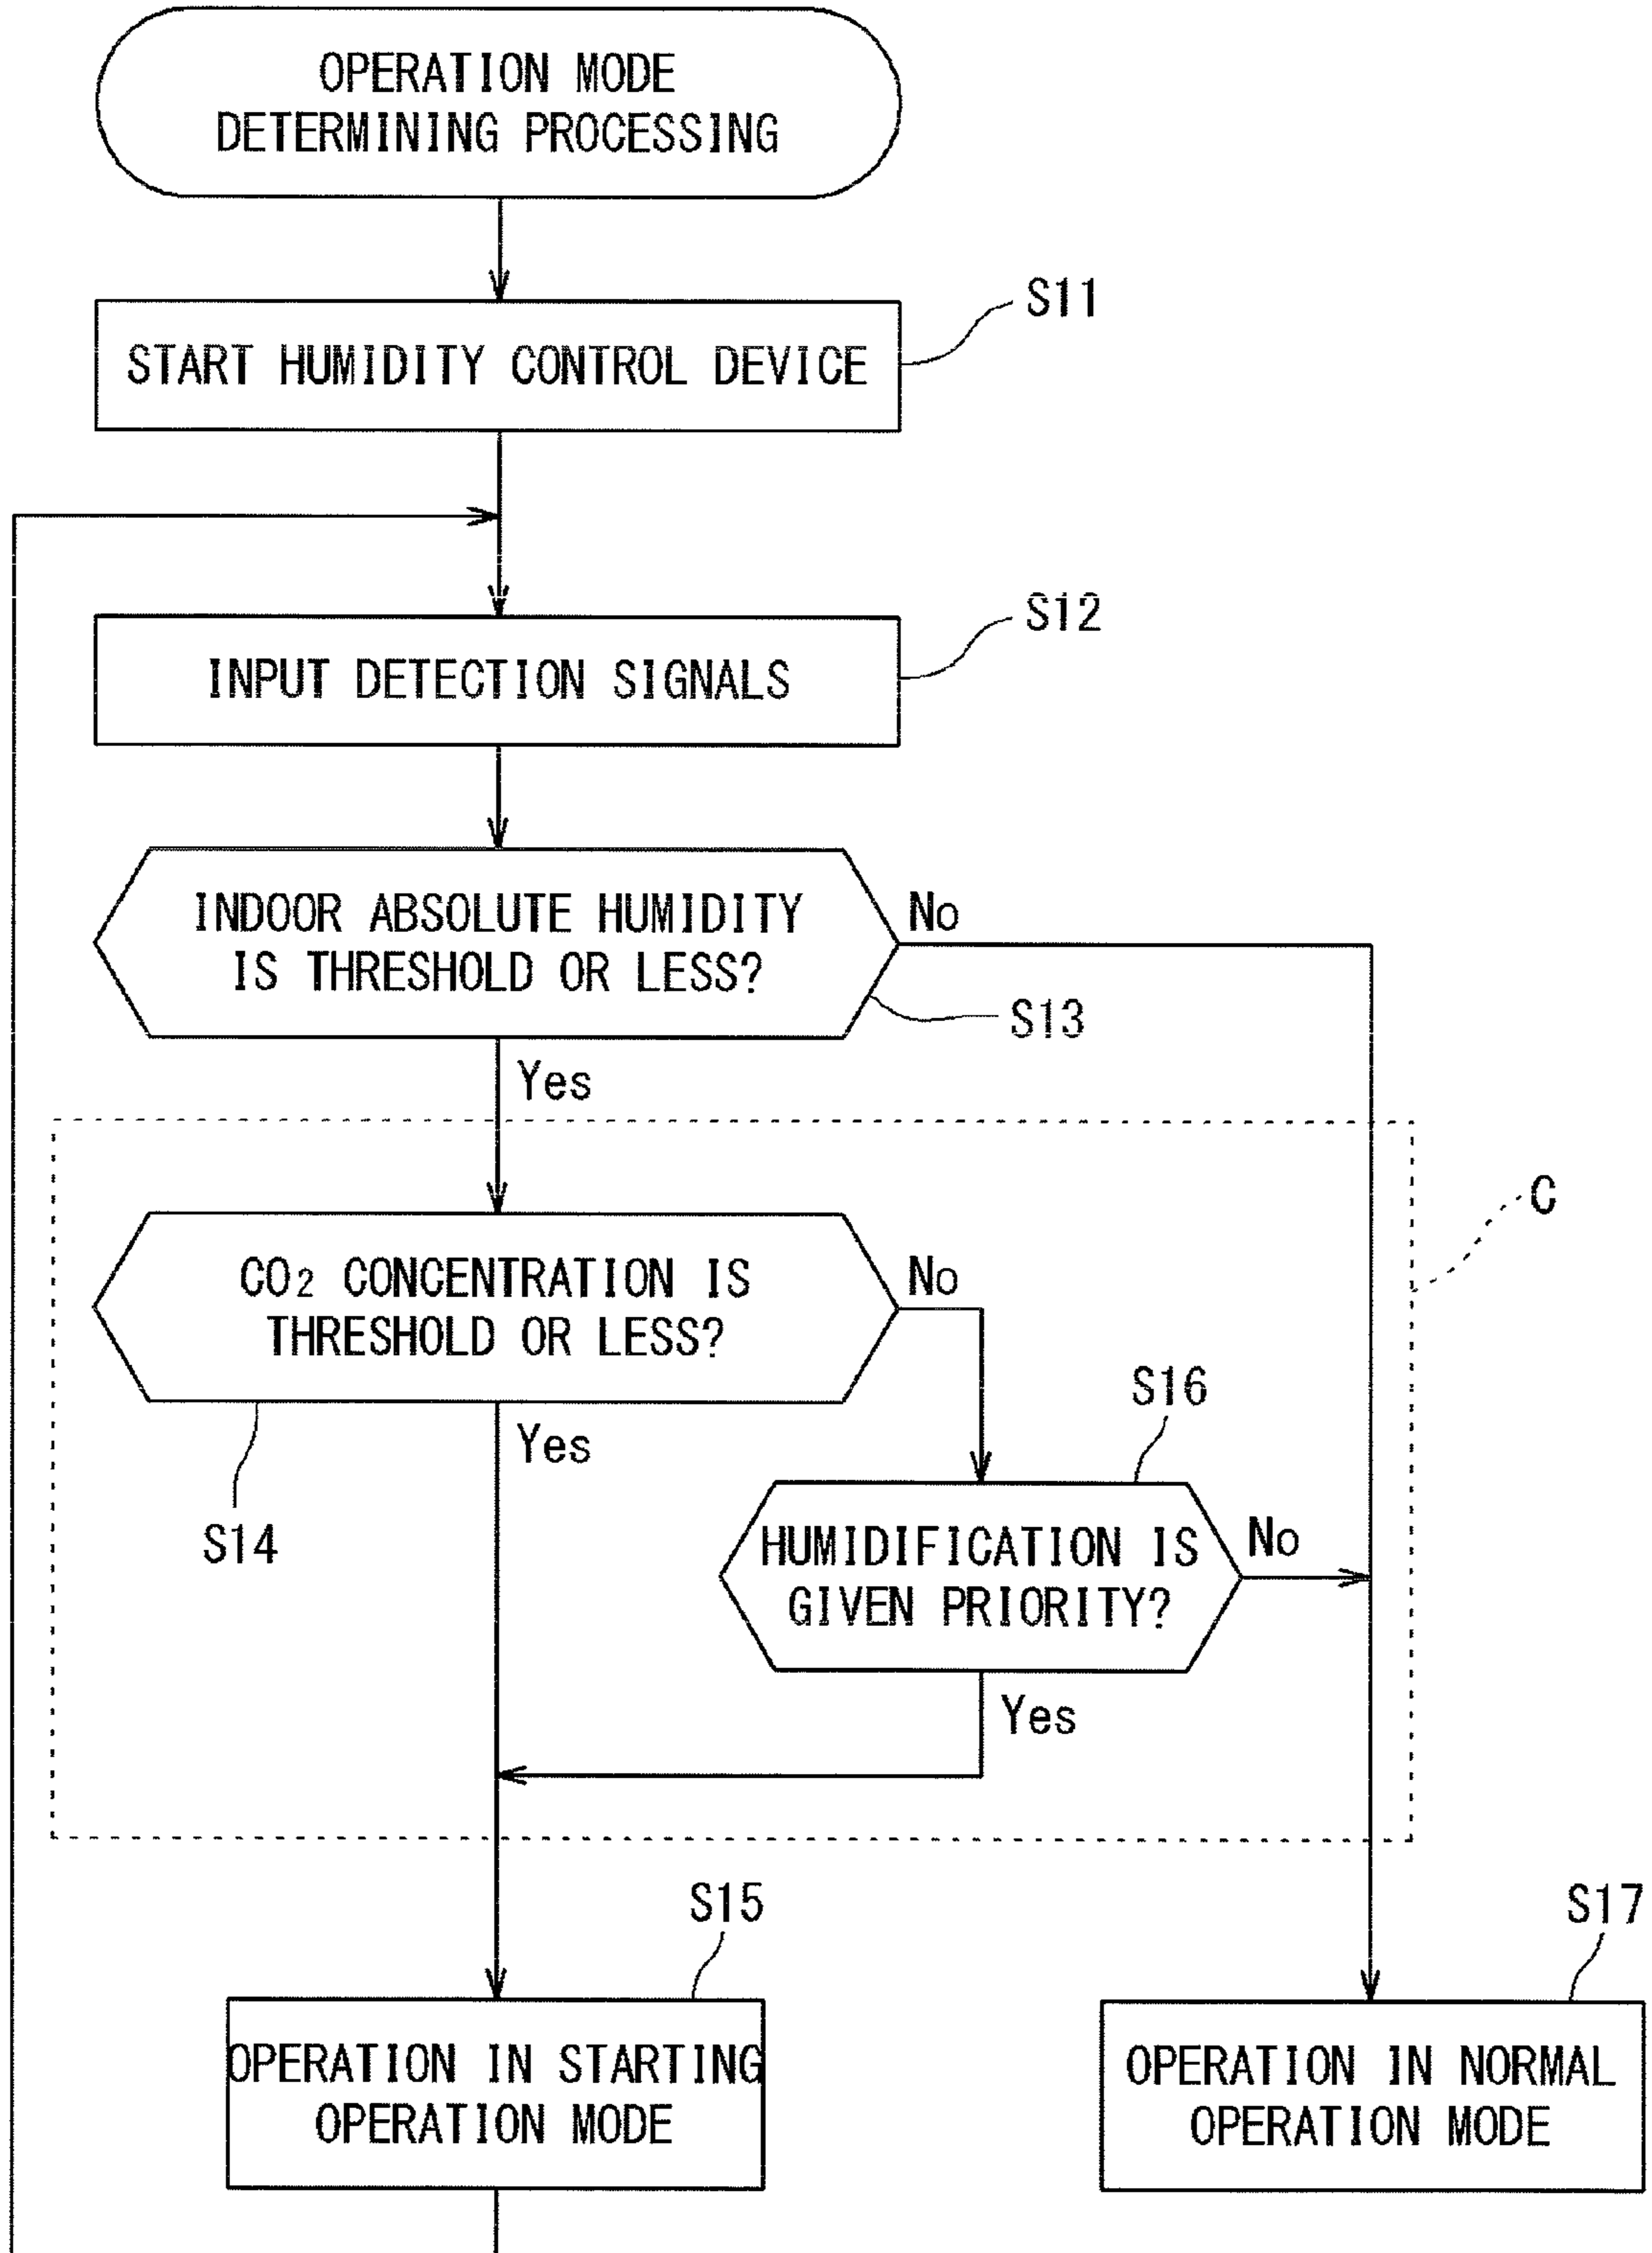 OPERATION MODE
DETERMINING PROCESSING
S11
START HUMIDITY CONTROL DEVICE
S12
INPUT DETECTION SIGNALS
INDOOR ABSOLUTE HUMIDITY
IS THRESHOLD OR LESS?
No
S13
Yes
C
CO₂ CONCENTRATION IS
THRESHOLD OR LESS?
No
S14
Yes
S16
HUMIDIFICATION IS
GIVEN PRIORITY?
No
Yes
S15
S17
OPERATION IN STARTING
OPERATION MODE
OPERATION IN NORMAL
OPERATION MODE